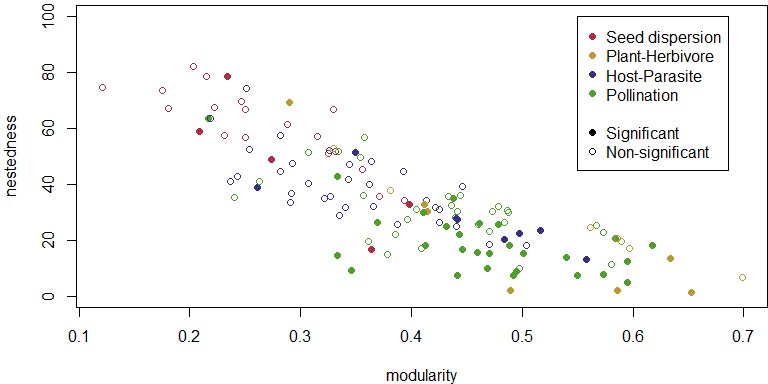 100
80
60
40
20
0
nestedness
Seed dispersion
Plant-Herbivore
Host-Parasite
Pollination
Significant
Non-significant
0.1 0.2 0.3 0.4 0.5 0.6 0.7
modularity